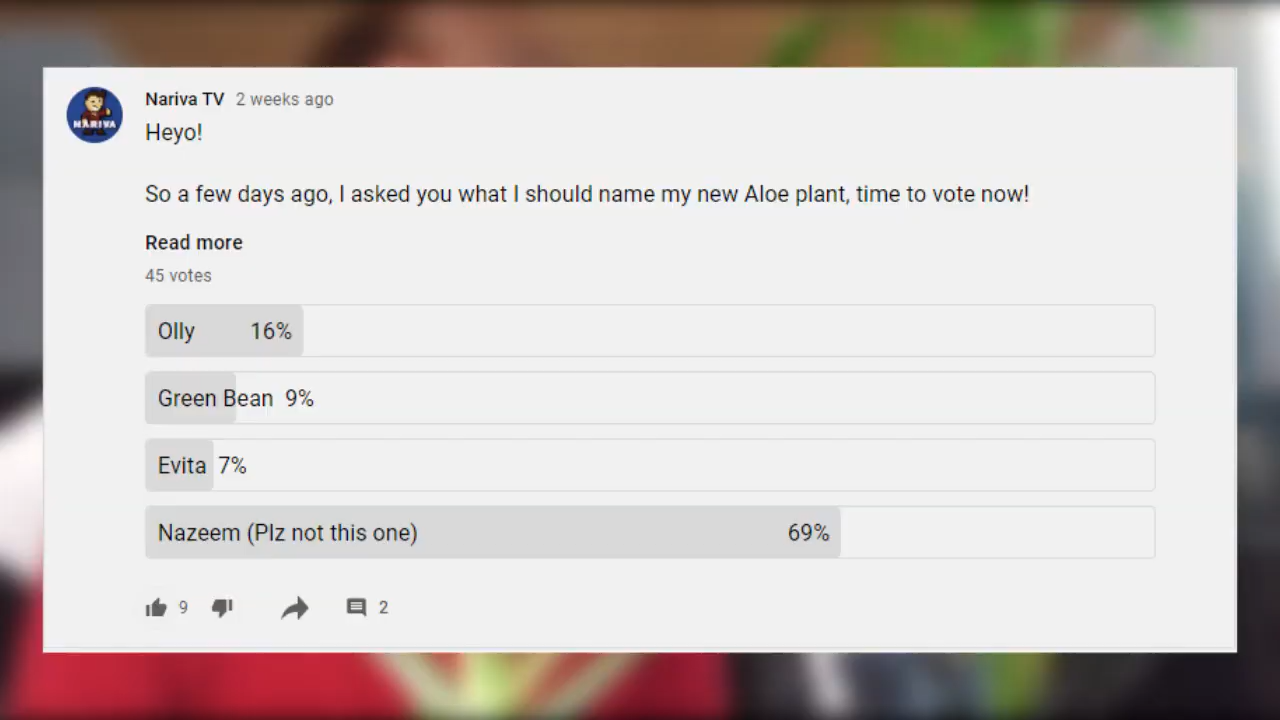 Nariva TV 2 weeks ago
Heyo!
So a few days ago, I asked you what I should name my new Aloe plant, time to vote now!
Read more
45 votes
Olly 16%
Green Bean 9%
Evita 7%
Nazeem (Plz not this one) 69%
9 2
NARIVA